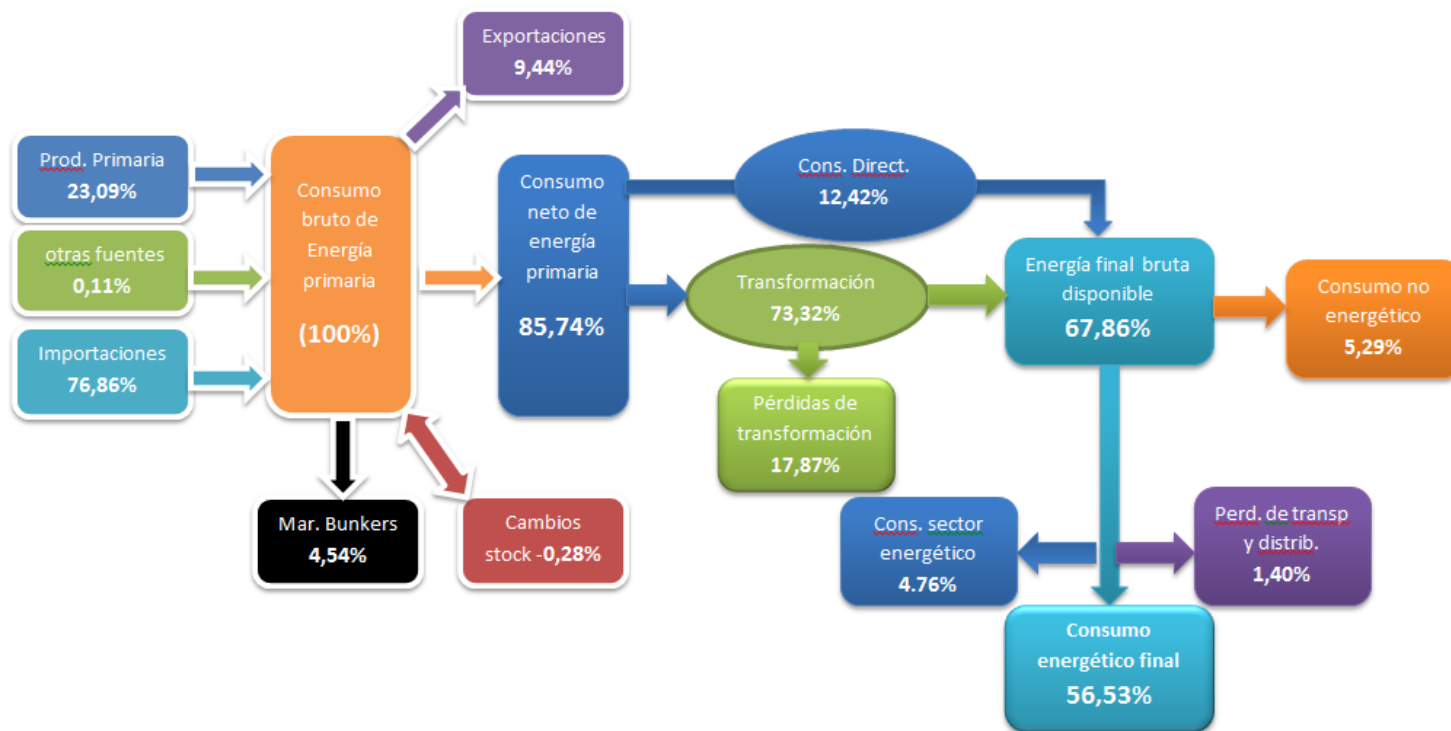 Exportaciones
9,44%
Prod. Primaria
23,09%
otras fuentes
0,11%
Importaciones
76,86%
Consumo
bruto de
Energía
primaria
(100%)
Mar. Bunkers
4,54%
Cambios
stock -0,28%
Consumo
neto de
energía
primaria
85,74%
Cons. Direct.
12,42%
Transformación
73,32%
Pérdidas de
transformación
17,87%
Energía final bruta
disponible
67,86%
Consumo no
energético
5,29%
Cons. sector
energético
4.76%
Perd. de transp
y distrib.
1,40%
Consumo
energético final
56,53%